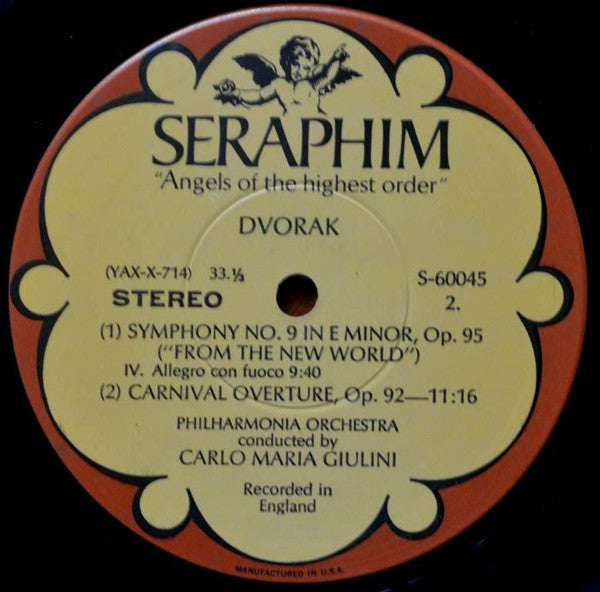 SERAPHIM
"Angels of the highest order"
DVORAK
(YAX-X-714) 33.⅓ S-60045
STEREO 2.
(1) SYMPHONY NO. 9 IN E MINOR, Op. 95
("FROM THE NEW WORLD")
IV. Allegro con fuoco 9:40
(2) CARNIVAL OVERTURE, Op. 92—11:16
PHILHARMONIA ORCHESTRA
conducted by
CARLO MARIA GIULINI
Recorded in
England
MANUFACTURED IN U.S.A.